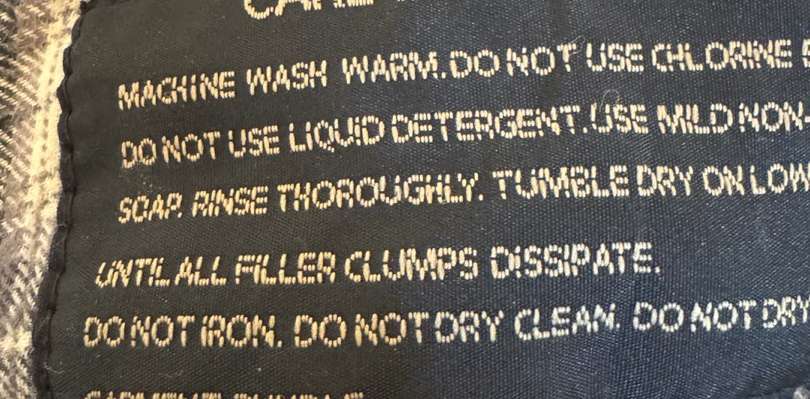 MACHINE WASH WARM. DO NOT USE CHLORINE
DO NOT USE LIQUID DETERGENT. USE MILD NON-
SOAP. RINSE THOROUGHLY. TUMBLE DRY ON LOW
UNTIL ALL FILLER CLUMPS DISSIPATE.
DO NOT IRON. DO NOT DRY CLEAN. DO NOT DRY